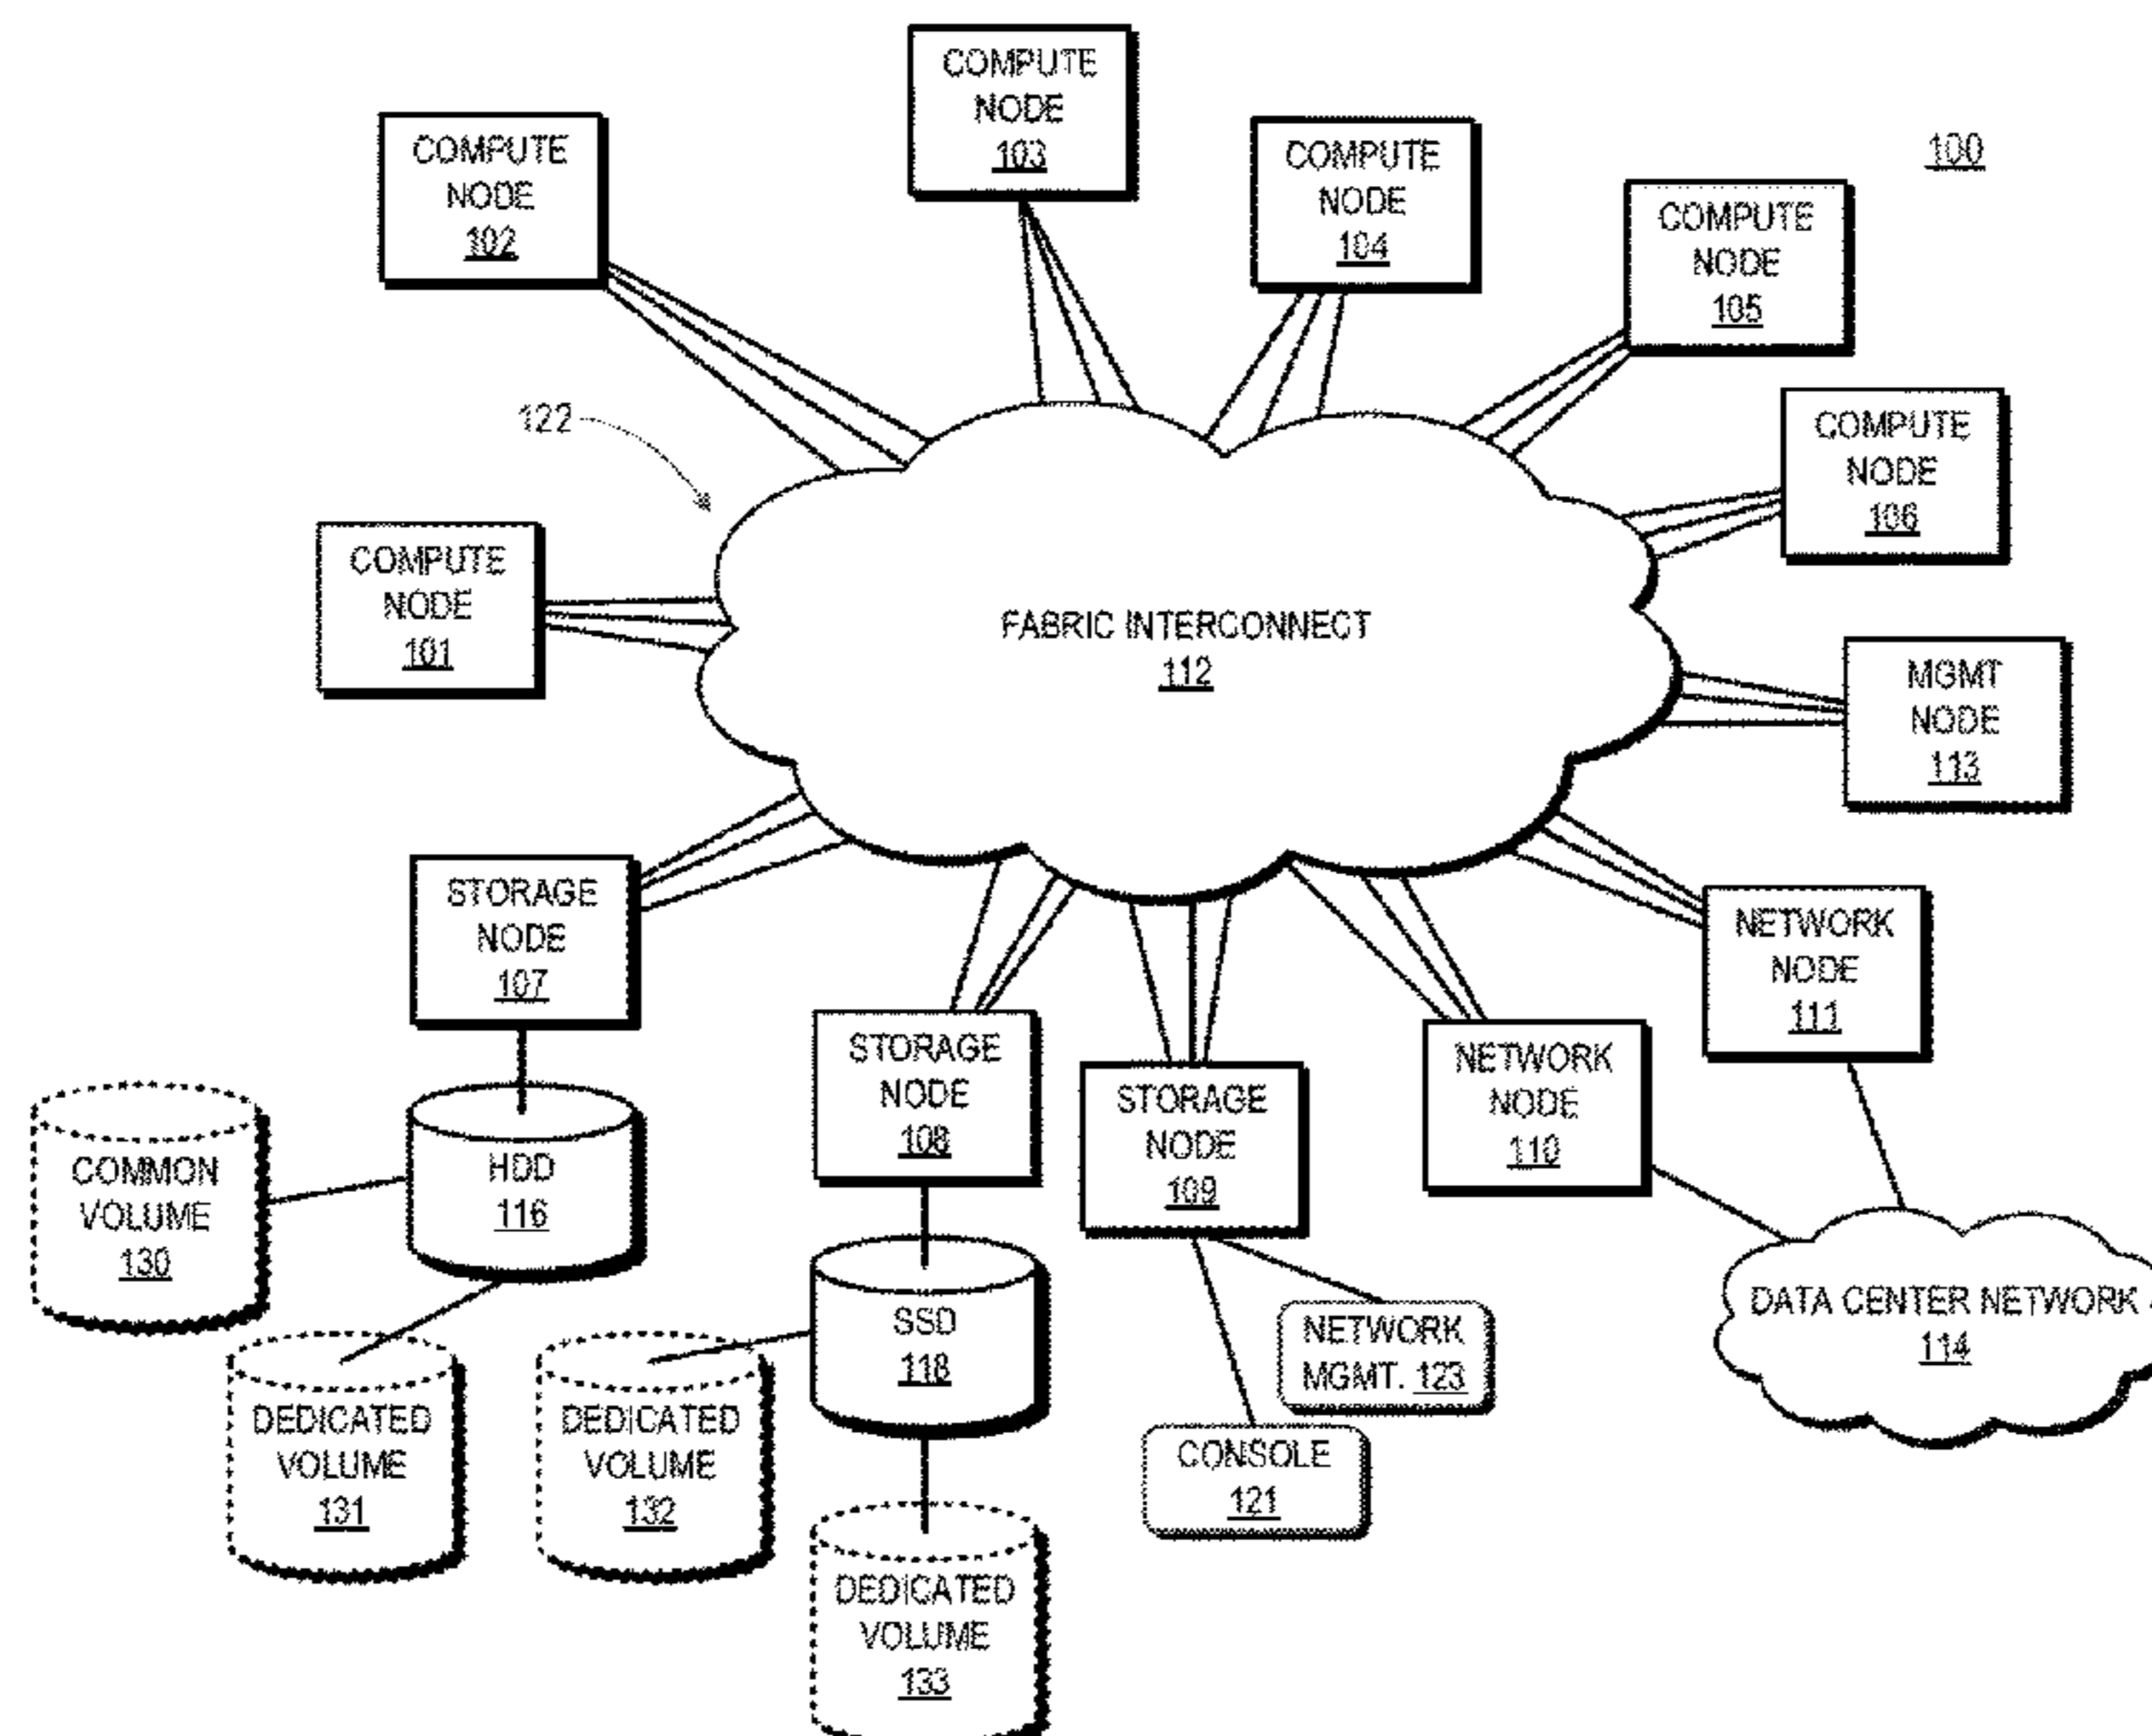 COMPUTE
NODE
103
COMPUTE
NODE
102
COMPUTE
NODE
104
100
COMPUTE
NODE
105
122
COMPUTE
NODE
106
COMPUTE
NODE
101
FABRIC INTERCONNECT
112
MGMT
NODE
113
STORAGE
NODE
107
NETWORK
NODE
111
STORAGE
NODE
108
STORAGE
NODE
109
NETWORK
NODE
110
COMMON
VOLUME
130
HDD
116
SSD
118
NETWORK
MGMT. 123
DATA CENTER NETWORK
114
DEDICATED
VOLUME
131
DEDICATED
VOLUME
132
CONSOLE
121
DEDICATED
VOLUME
133